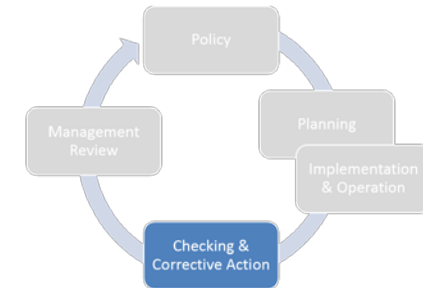 Policy
Planning
Implementation
& Operation
Checking &
Corrective Action
Management
Review